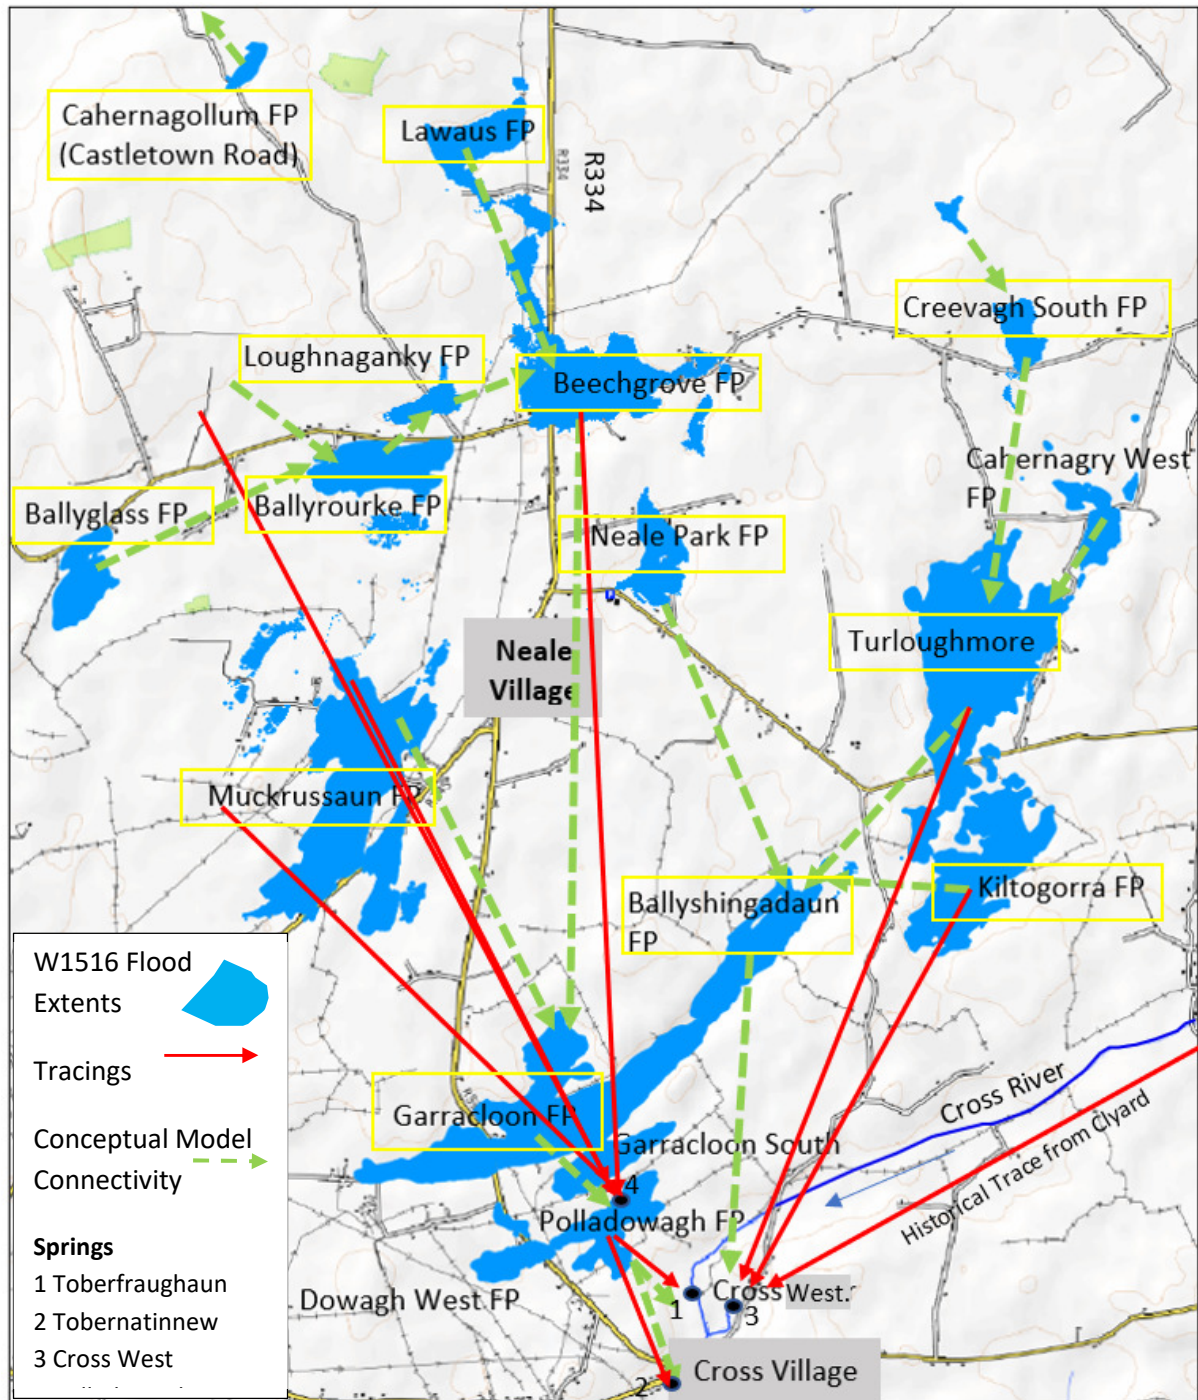 Cahernagollum FP
(Castletown Road)
Lawaus FP
R334
R334
Creevagh South FP
Loughnaganky FP
Beechgrove FP
Cahernagry West
FP
Ballyglass FP
Ballyrourke FP
Neale Park FP
Turloughmore
Neale
Village
Muckrussaun FP
Kiltogorra FP
Ballyshingadaun
FP
Cross River
Historical Trace from Clyard
Garracloon FP
Garracloon South
4
Polladowagh FP
Dowagh West FP
1
Cross West.
3
Cross Village
2
W1516 Flood
Extents
Tracings
Conceptual Model
Connectivity
Springs
1 Toberfraughaun
2 Tobernatinnew
3 Cross West